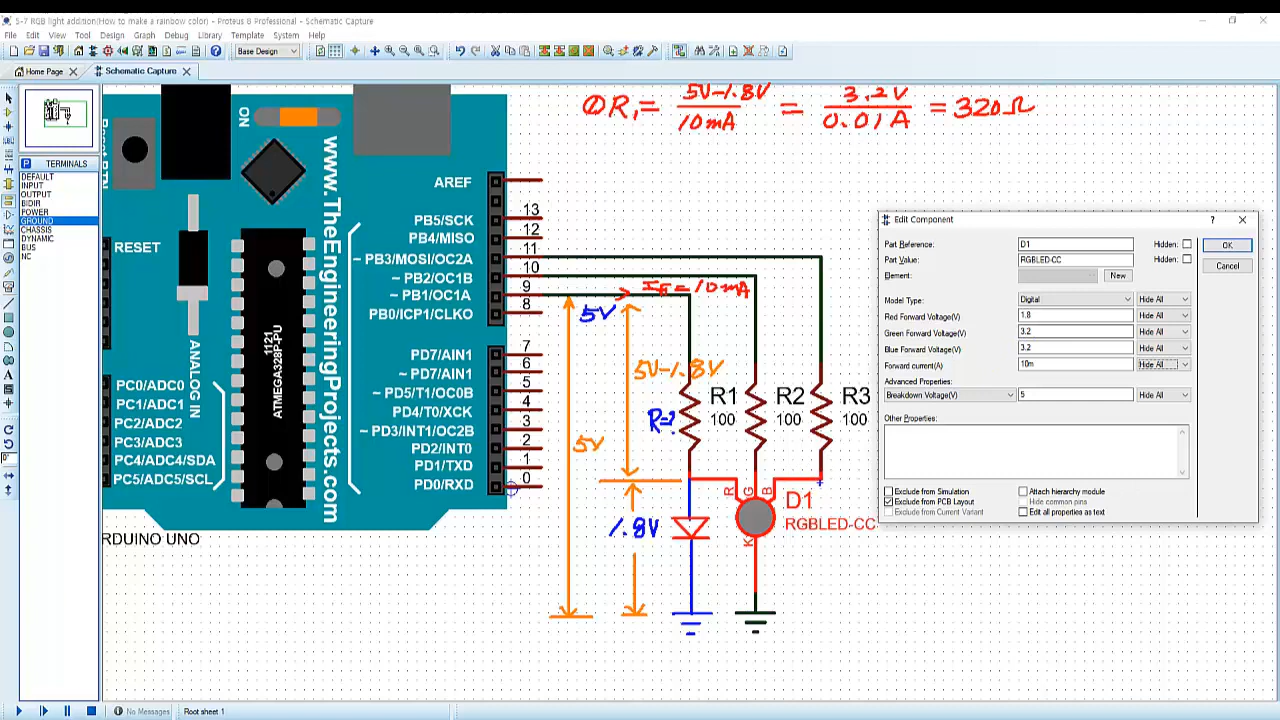 5-7 RGB light addition(How to make a rainbow color) - Proteus 8 Professional - Schematic Capture
File Edit View Tool Design Graph Debug Library Template System Help
Base Design
Home Page
Schematic Capture
TERMINALS
DEFAULT
INPUT
OUTPUT
BIDIR
POWER
GROUND
CHASSIS
DYNAMIC
BUS
NC
①R₁ = 5V-1.8V / 10mA = 3.2V / 0.01A = 320Ω
Reset BTN
ON
www.TheEngineeringProjects.com
RESET
1121
ATMEGA328P-PU
ANALOG IN
PC0/ADC0
PC1/ADC1
PC2/ADC2
PC3/ADC3
PC4/ADC4/SDA
PC5/ADC5/SCL
AREF
PB5/SCK 13
PB4/MISO 12
~ PB3/MOSI/OC2A 11
~ PB2/OC1B 10
~ PB1/OC1A 9
PB0/ICP1/CLKO 8
PD7/AIN1 7
~ PD7/AIN1 6
~ PD5/T1/OC0B 5
PD4/T0/XCK 4
~ PD3/INT1/OC2B 3
PD2/INT0 2
PD1/TXD 1
PD0/RXD 0
RDUINO UNO
IF = 10mA
5V
5V-1.8V
R=?
5V
1.8V
R1
100
R2
100
R3
100
R G B
K
D1
RGBLED-CC
Edit Component
Part Reference: D1 Hidden:
Part Value: RGBLED-CC Hidden:
Element: New
Model Type: Digital Hide All
Red Forward Voltage(V) 1.8 Hide All
Green Forward Voltage(V) 3.2 Hide All
Blue Forward Voltage(V) 3.2 Hide All
Forward current(A) 10m Hide All
Advanced Properties:
Breakdown Voltage(V) 5 Hide All
Other Properties:
Exclude from Simulation
Exclude from PCB Layout
Exclude from Current Variant
Attach hierarchy module
Hide common pins
Edit all properties as text
OK
Cancel
No Messages
Root sheet 1